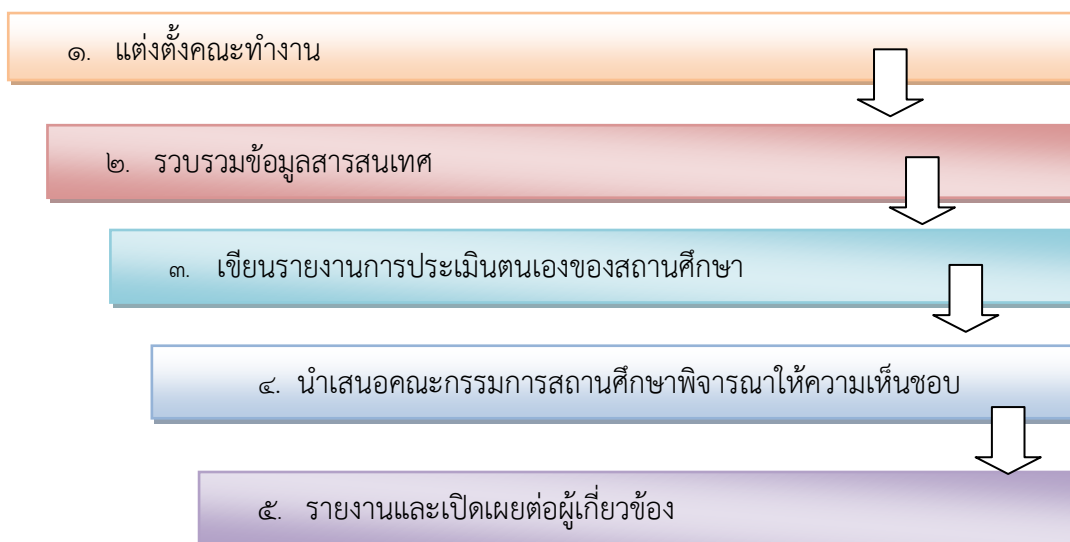 ๑. แต่งตั้งคณะทำงาน
๒. รวบรวมข้อมูลสารสนเทศ
๓. เขียนรายงานการประเมินตนเองของสถานศึกษา
๔. นำเสนอคณะกรรมการสถานศึกษาพิจารณาให้ความเห็นชอบ
๕. รายงานและเปิดเผยต่อผู้เกี่ยวข้อง